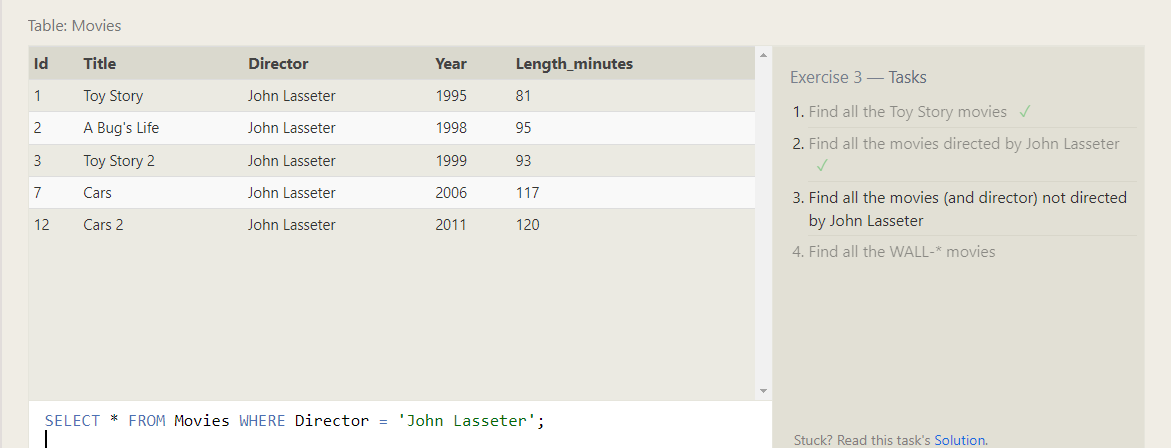 Table: Movies
Id Title Director Year Length_minutes
1 Toy Story John Lasseter 1995 81
2 A Bug's Life John Lasseter 1998 95
3 Toy Story 2 John Lasseter 1999 93
7 Cars John Lasseter 2006 117
12 Cars 2 John Lasseter 2011 120
SELECT * FROM Movies WHERE Director = 'John Lasseter';
Exercise 3 — Tasks
1. Find all the Toy Story movies ✓
2. Find all the movies directed by John Lasseter
✓
3. Find all the movies (and director) not directed
by John Lasseter
4. Find all the WALL-* movies
Stuck? Read this task's Solution.